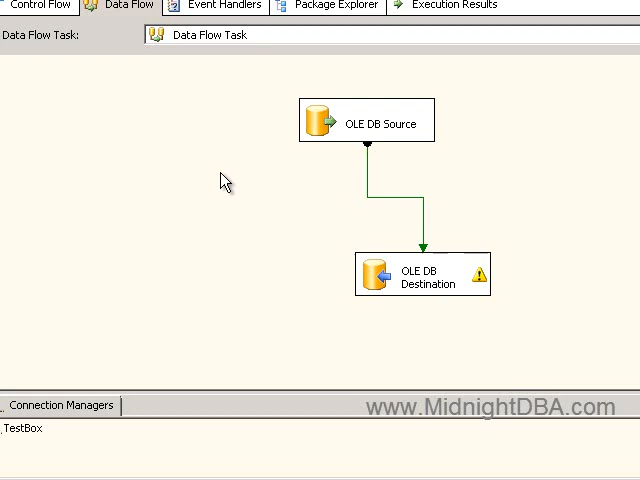 Control Flow
Data Flow
Event Handlers
Package Explorer
Execution Results
Data Flow Task:
Data Flow Task
OLE DB Source
OLE DB
Destination
Connection Managers
www.MidnightDBA.com
TestBox